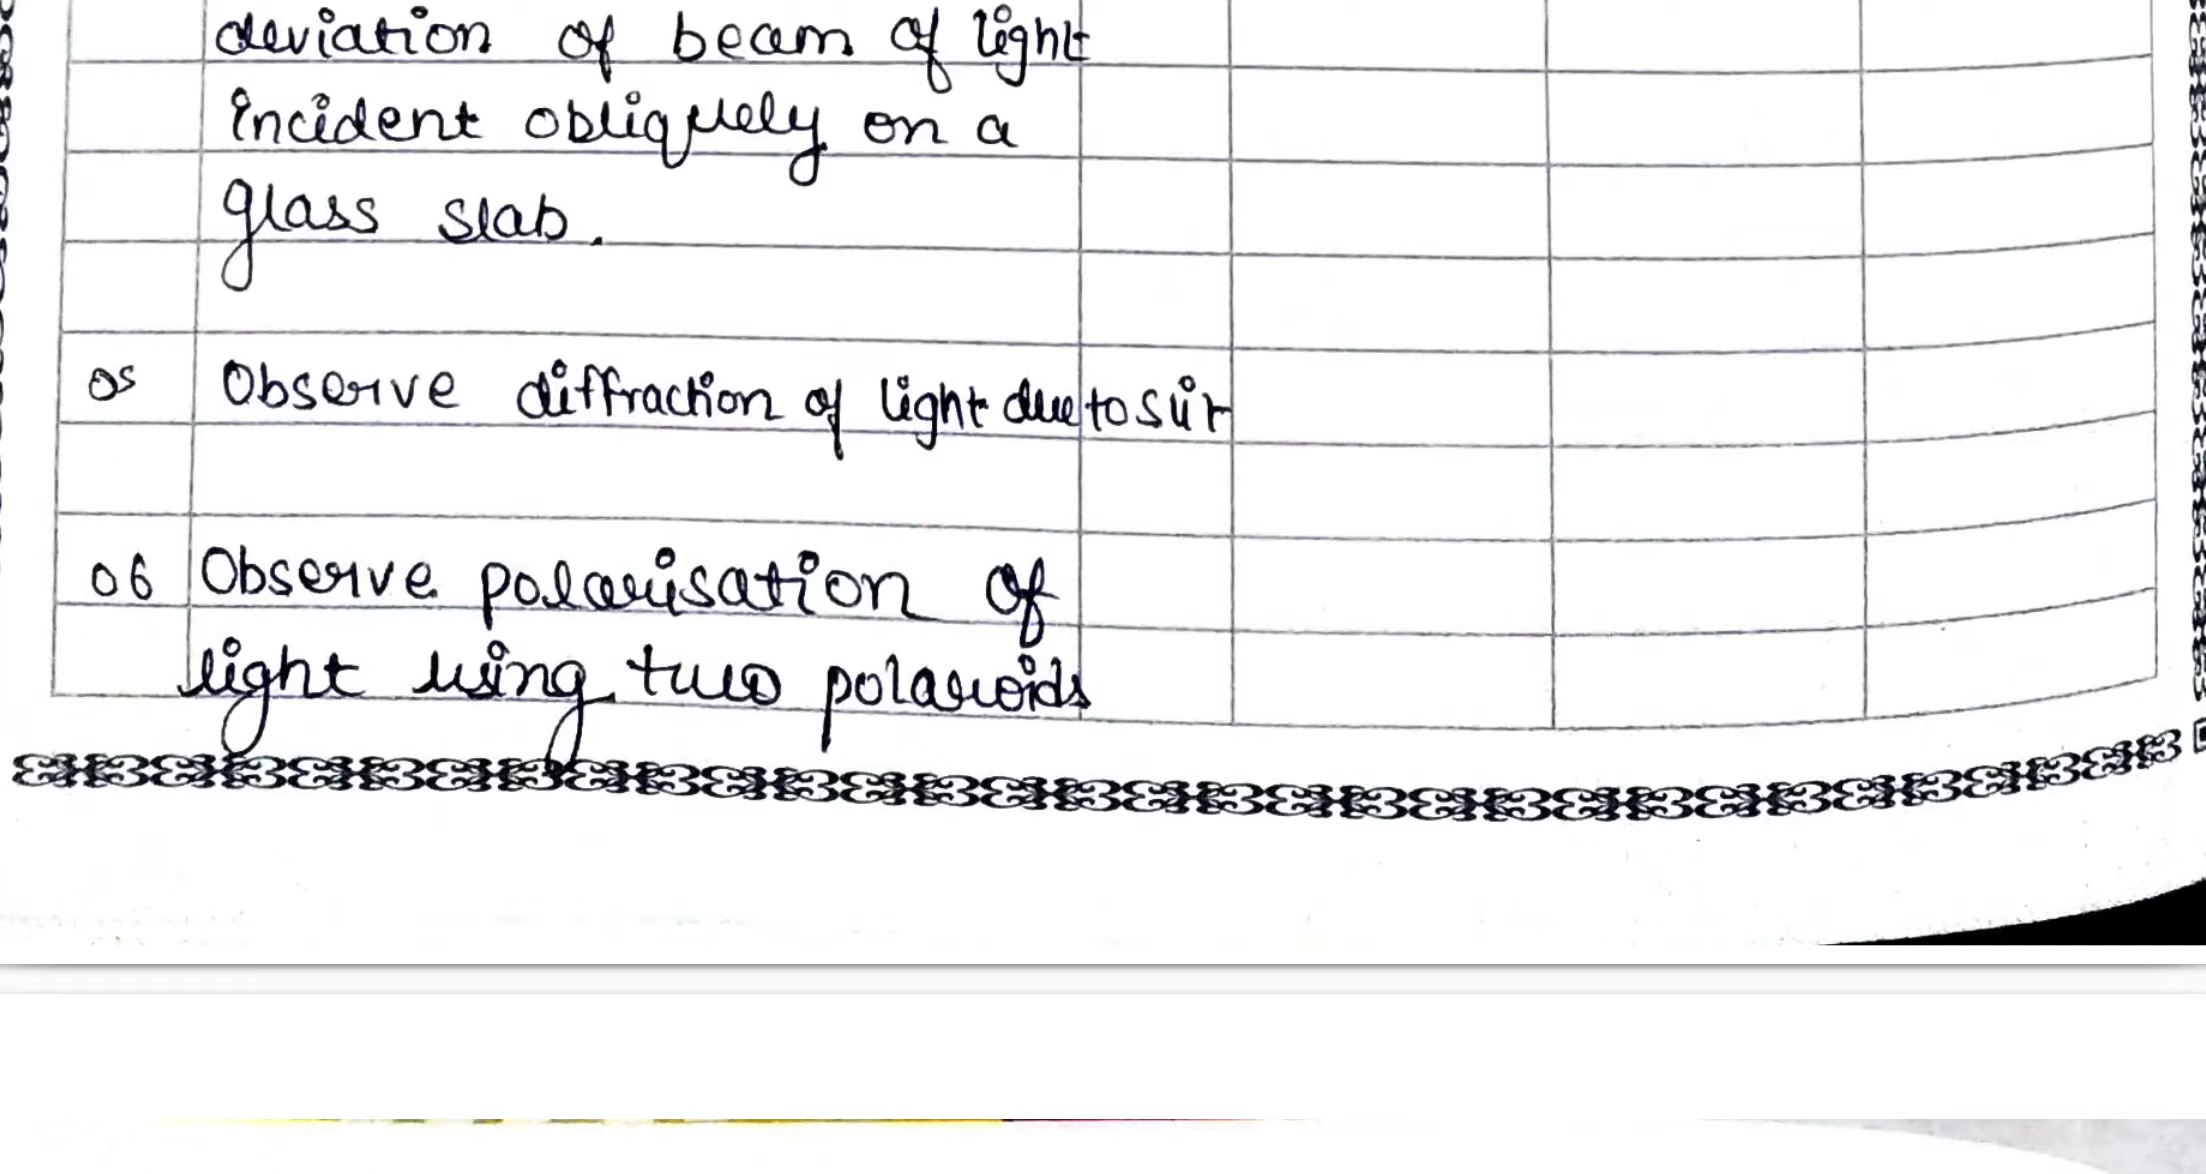 deviation of beam of light
incident obliquely on a
glass slab.
05 Observe diffraction of light due to slit
06 Observe polarisation of
light using two polaroids